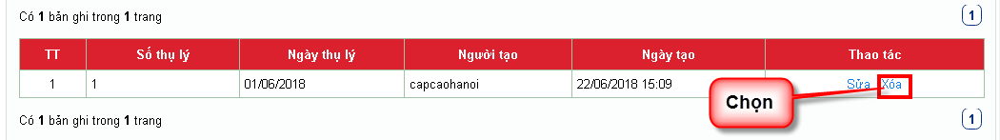 Có 1 bản ghi trong 1 trang 1
TT Số thụ lý Ngày thụ lý Người tạo Ngày tạo Thao tác
1 1 01/06/2018 capcaohanoi 22/06/2018 15:09 Sửa Xóa
Chọn
Có 1 bản ghi trong 1 trang 1